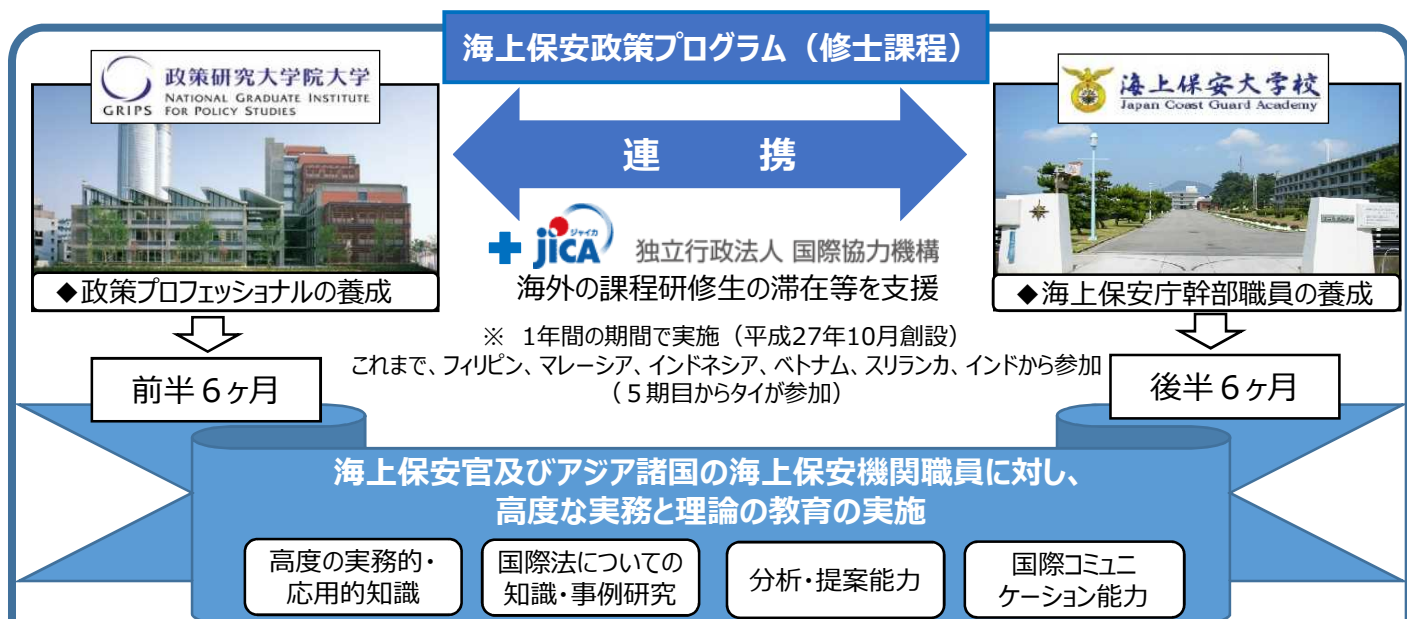 海上保安政策プログラム（修士課程）
GRIPS
政策研究大学院大学
NATIONAL GRADUATE INSTITUTE
FOR POLICY STUDIES
海上保安大学校
Japan Coast Guard Academy
連 携
ジャイカ
JICA 独立行政法人 国際協力機構
海外の課程研修生の滞在等を支援
◆政策プロフェッショナルの養成
◆海上保安庁幹部職員の養成
※ 1年間の期間で実施（平成27年10月創設）
これまで、フィリピン、マレーシア、インドネシア、ベトナム、スリランカ、インドから参加
（５期目からタイが参加）
前半６ヶ月
後半６ヶ月
海上保安官及びアジア諸国の海上保安機関職員に対し、
高度な実務と理論の教育の実施
高度の実務的・
応用的知識
国際法についての
知識・事例研究
分析・提案能力
国際コミュニ
ケーション能力